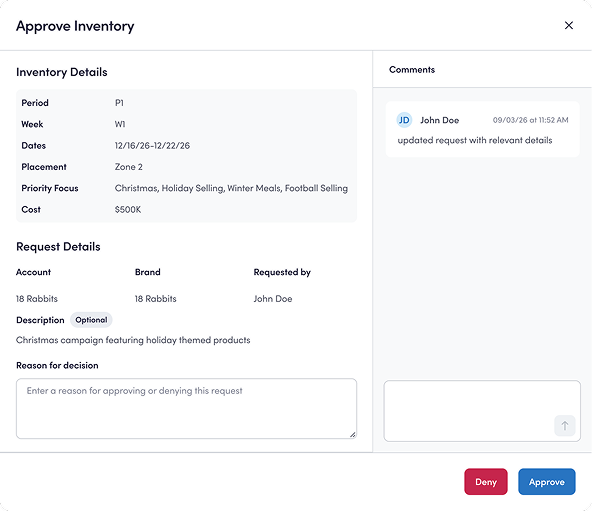 Approve Inventory
Inventory Details
Period P1
Week W1
Dates 12/16/26-12/22/26
Placement Zone 2
Priority Focus Christmas, Holiday Selling, Winter Meals, Football Selling
Cost $500K
Request Details
Account Brand Requested by
18 Rabbits 18 Rabbits John Doe
Description Optional
Christmas campaign featuring holiday themed products
Reason for decision
Enter a reason for approving or denying this request
Comments
JD John Doe 09/03/26 at 11:52 AM
updated request with relevant details
Deny Approve